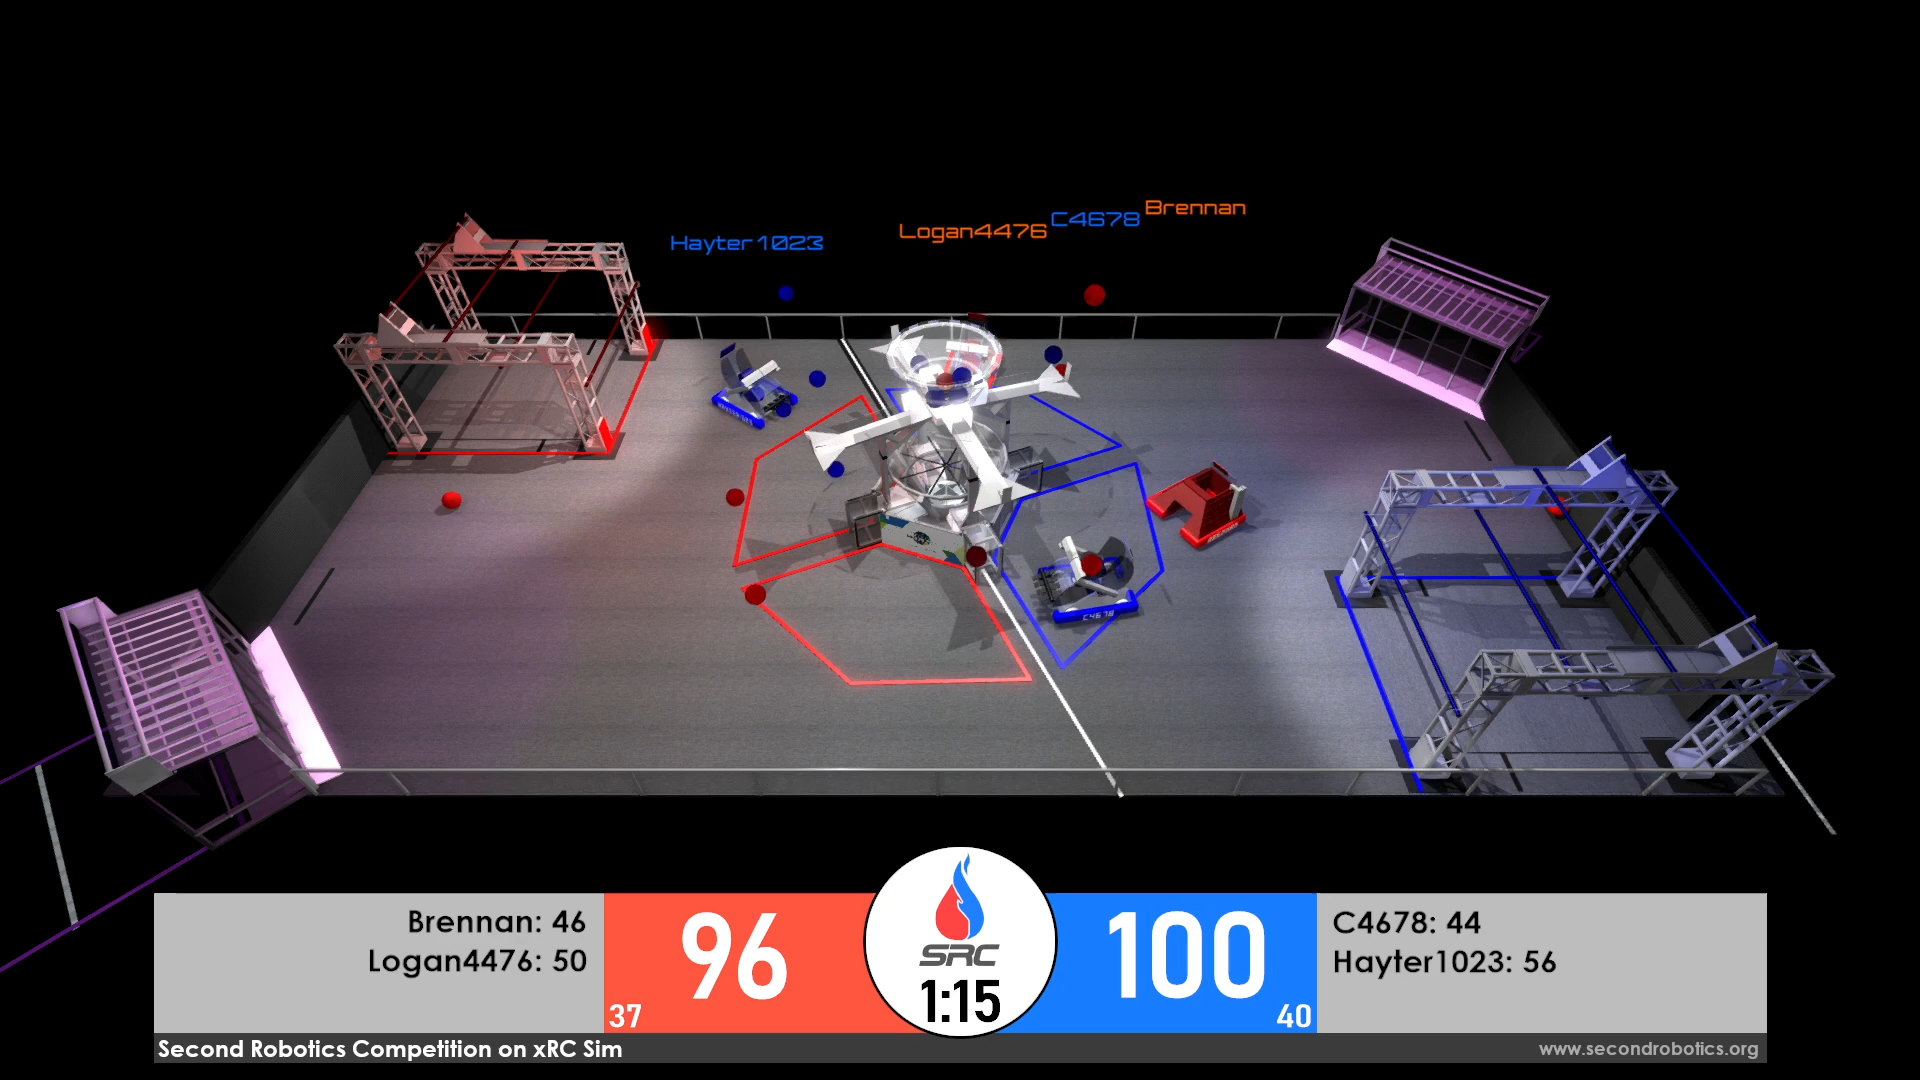 Brennan
C4678
Logan4476
Hayter1023
C4678
Brennan: 46
Logan4476: 50
96
37
SRC
1:15
100
40
C4678: 44
Hayter1023: 56
Second Robotics Competition on xRC Sim
www.secondrobotics.org